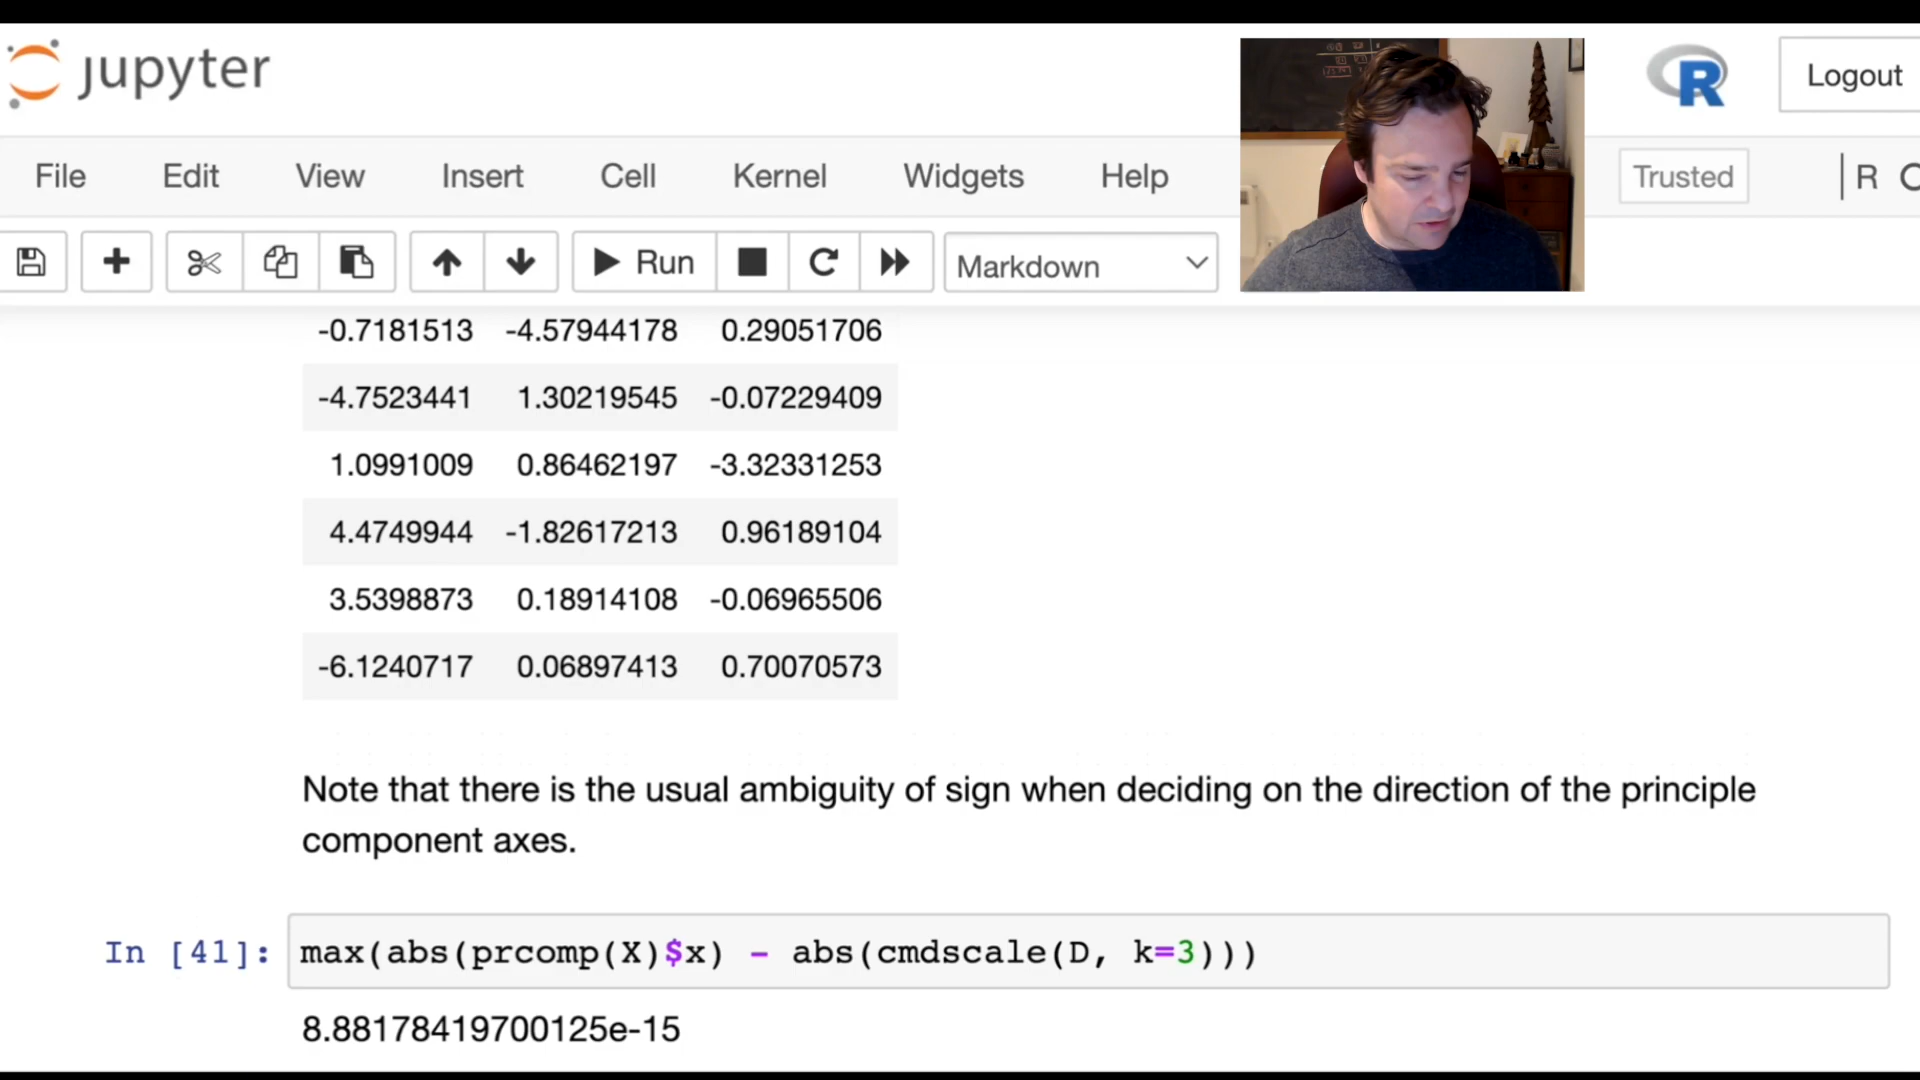 jupyter
R
Logout
File Edit View Insert Cell Kernel Widgets Help
Trusted
R
Run
Markdown
-0.7181513 -4.57944178 0.29051706
-4.7523441 1.30219545 -0.07229409
1.0991009 0.86462197 -3.32331253
4.4749944 -1.82617213 0.96189104
3.5398873 0.18914108 -0.06965506
-6.1240717 0.06897413 0.70070573
Note that there is the usual ambiguity of sign when deciding on the direction of the principle
component axes.
In [41]: max(abs(prcomp(X)$x) - abs(cmdscale(D, k=3)))
8.88178419700125e-15